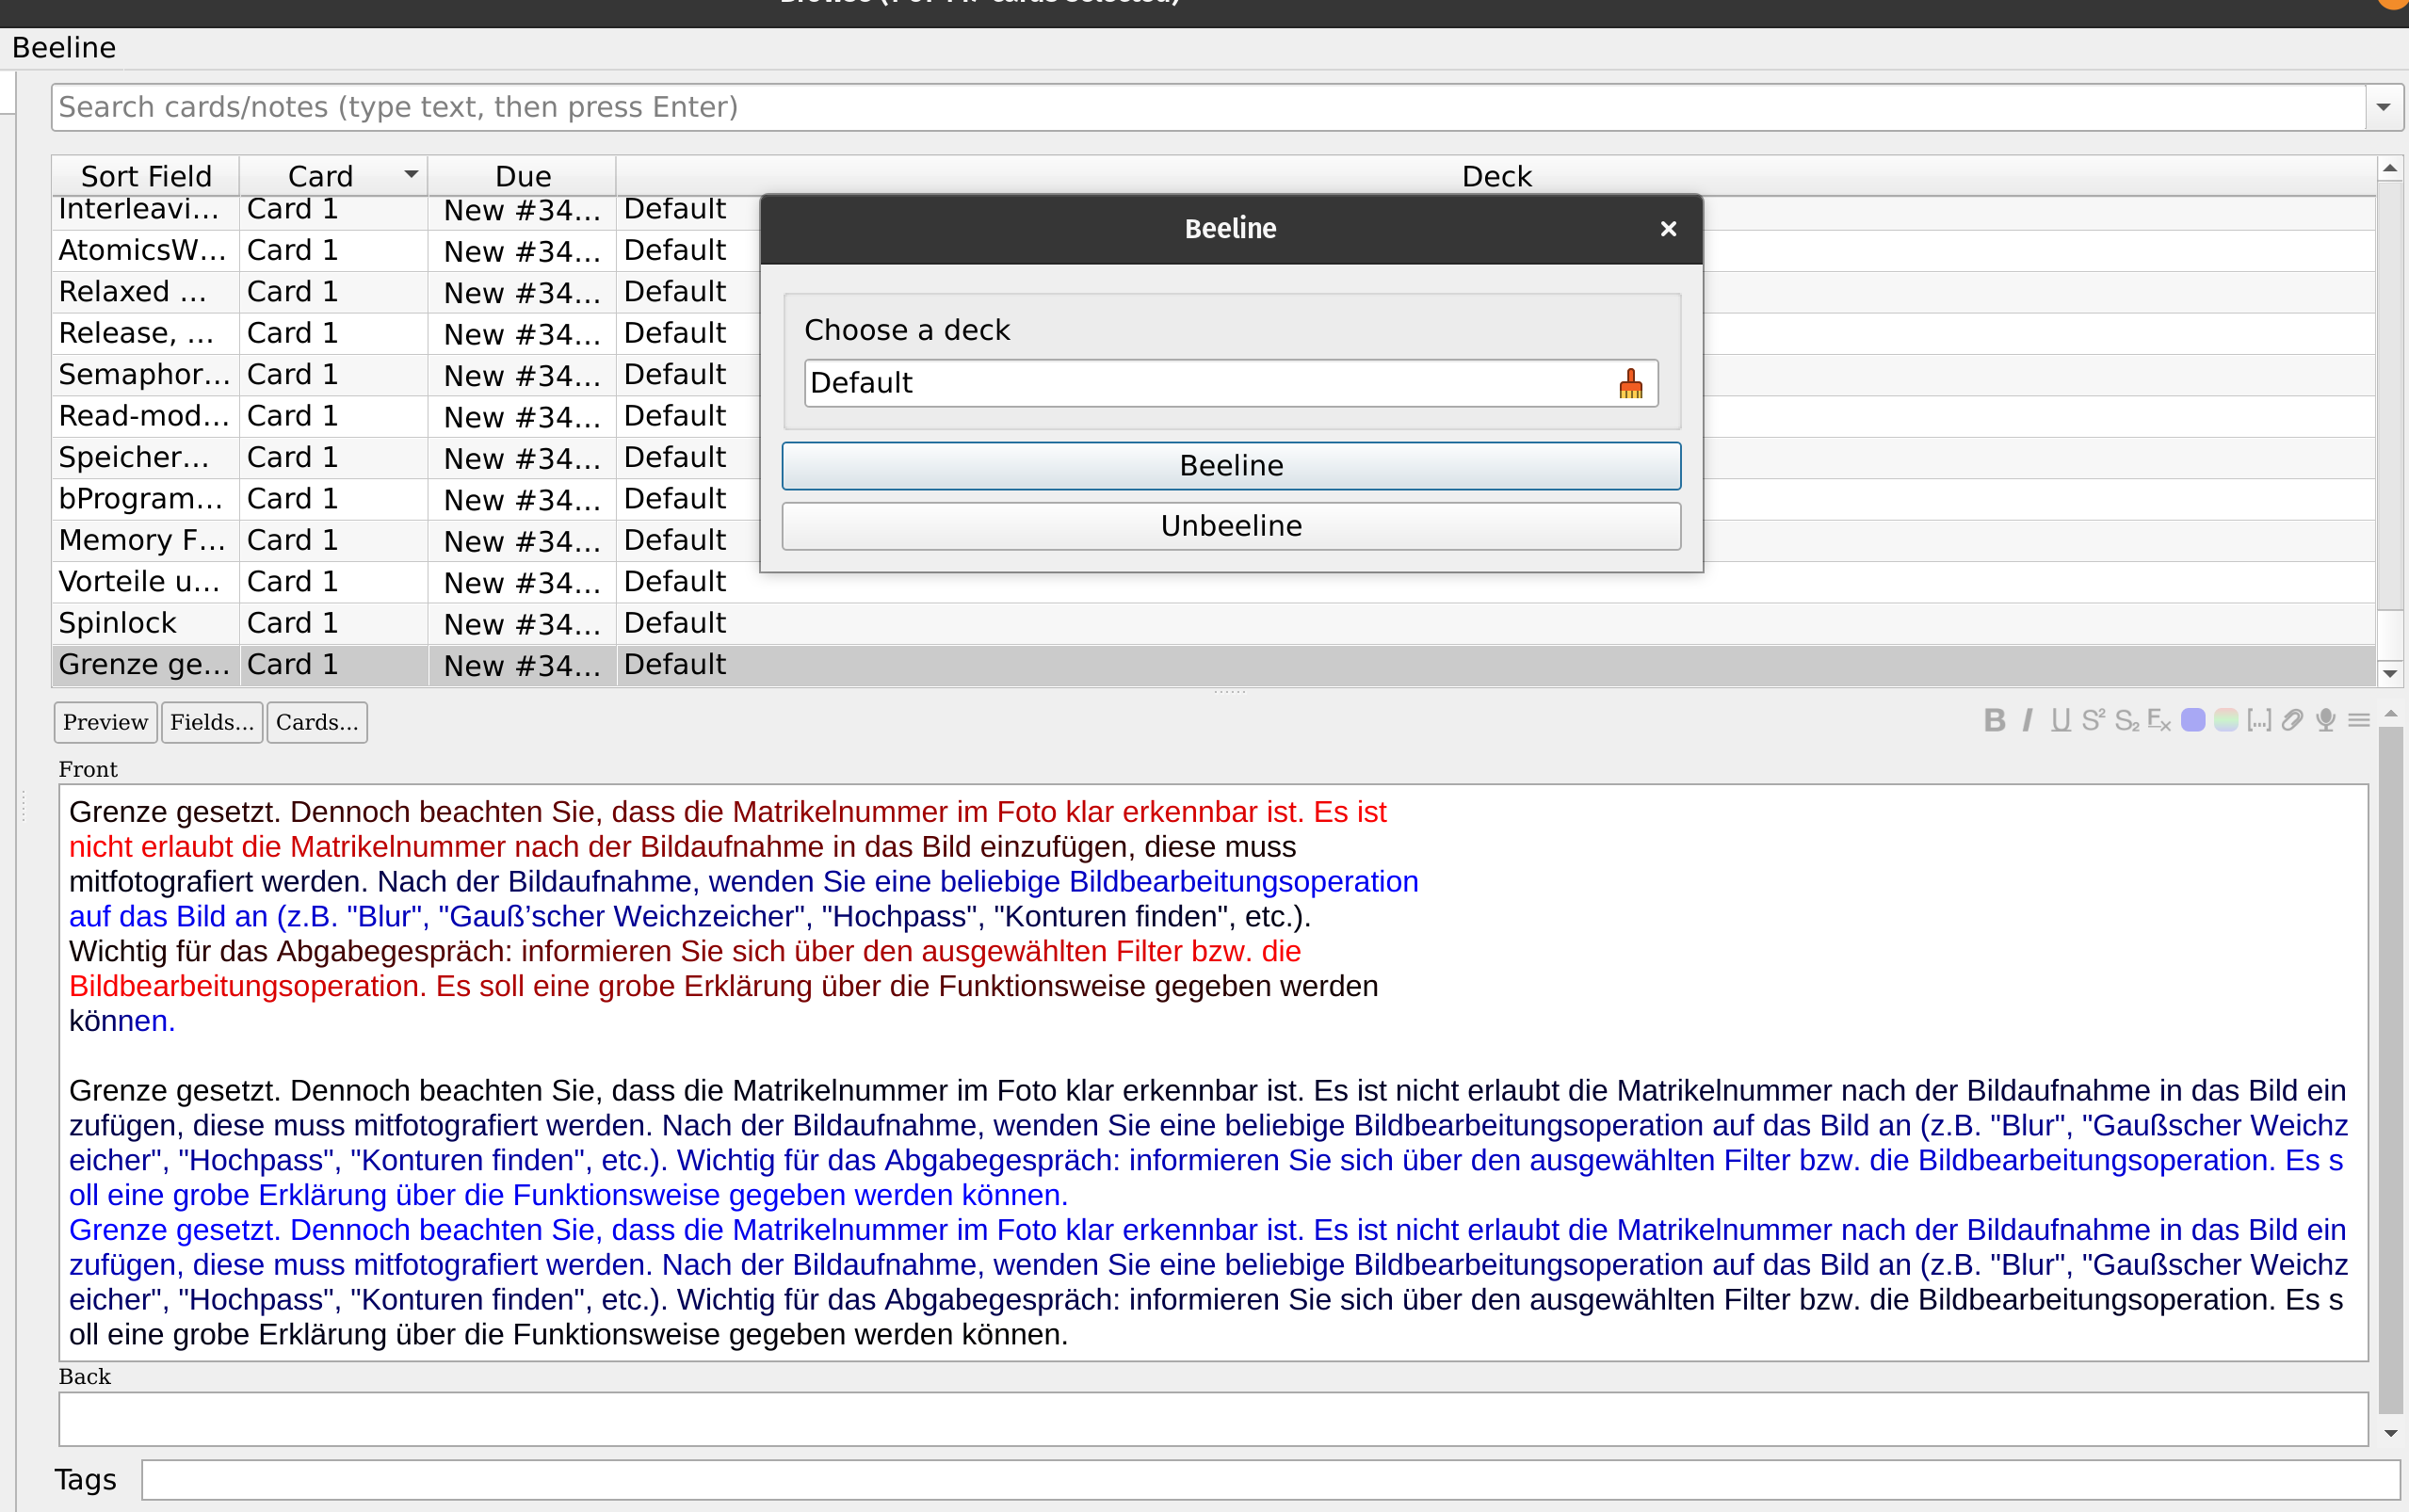 Beeline
Search cards/notes (type text, then press Enter)
Sort Field Card Due Deck
Interleavi... Card 1 New #34... Default
AtomicsW... Card 1 New #34... Default
Relaxed ... Card 1 New #34... Default
Release, ... Card 1 New #34... Default
Semaphor... Card 1 New #34... Default
Read-mod... Card 1 New #34... Default
Speicher... Card 1 New #34... Default
bProgram... Card 1 New #34... Default
Memory F... Card 1 New #34... Default
Vorteile u... Card 1 New #34... Default
Spinlock Card 1 New #34... Default
Grenze ge... Card 1 New #34... Default
Beeline
Choose a deck
Default
Beeline
Unbeeline
Preview Fields... Cards...
Front
Grenze gesetzt. Dennoch beachten Sie, dass die Matrikelnummer im Foto klar erkennbar ist. Es ist
nicht erlaubt die Matrikelnummer nach der Bildaufnahme in das Bild einzufügen, diese muss
mitfotografiert werden. Nach der Bildaufnahme, wenden Sie eine beliebige Bildbearbeitungsoperation
auf das Bild an (z.B. "Blur", "Gauß’scher Weichzeicher", "Hochpass", "Konturen finden", etc.).
Wichtig für das Abgabegespräch: informieren Sie sich über den ausgewählten Filter bzw. die
Bildbearbeitungsoperation. Es soll eine grobe Erklärung über die Funktionsweise gegeben werden
können.
Grenze gesetzt. Dennoch beachten Sie, dass die Matrikelnummer im Foto klar erkennbar ist. Es ist nicht erlaubt die Matrikelnummer nach der Bildaufnahme in das Bild ein
zufügen, diese muss mitfotografiert werden. Nach der Bildaufnahme, wenden Sie eine beliebige Bildbearbeitungsoperation auf das Bild an (z.B. "Blur", "Gaußscher Weichz
eicher", "Hochpass", "Konturen finden", etc.). Wichtig für das Abgabegespräch: informieren Sie sich über den ausgewählten Filter bzw. die Bildbearbeitungsoperation. Es s
oll eine grobe Erklärung über die Funktionsweise gegeben werden können.
Grenze gesetzt. Dennoch beachten Sie, dass die Matrikelnummer im Foto klar erkennbar ist. Es ist nicht erlaubt die Matrikelnummer nach der Bildaufnahme in das Bild ein
zufügen, diese muss mitfotografiert werden. Nach der Bildaufnahme, wenden Sie eine beliebige Bildbearbeitungsoperation auf das Bild an (z.B. "Blur", "Gaußscher Weichz
eicher", "Hochpass", "Konturen finden", etc.). Wichtig für das Abgabegespräch: informieren Sie sich über den ausgewählten Filter bzw. die Bildbearbeitungsoperation. Es s
oll eine grobe Erklärung über die Funktionsweise gegeben werden können.
Back
Tags